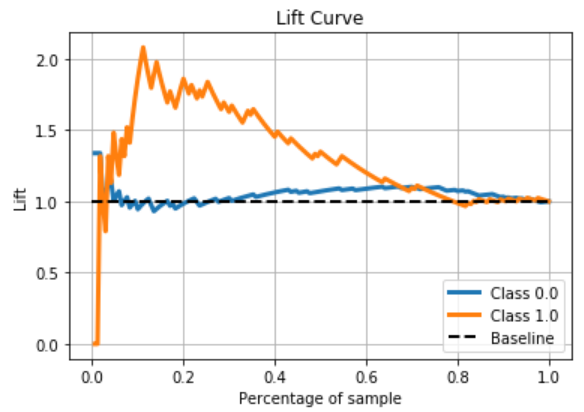 Lift Curve
Lift
2.0
1.5
1.0
0.5
0.0
Class 0.0
Class 1.0
Baseline
0.0 0.2 0.4 0.6 0.8 1.0
Percentage of sample